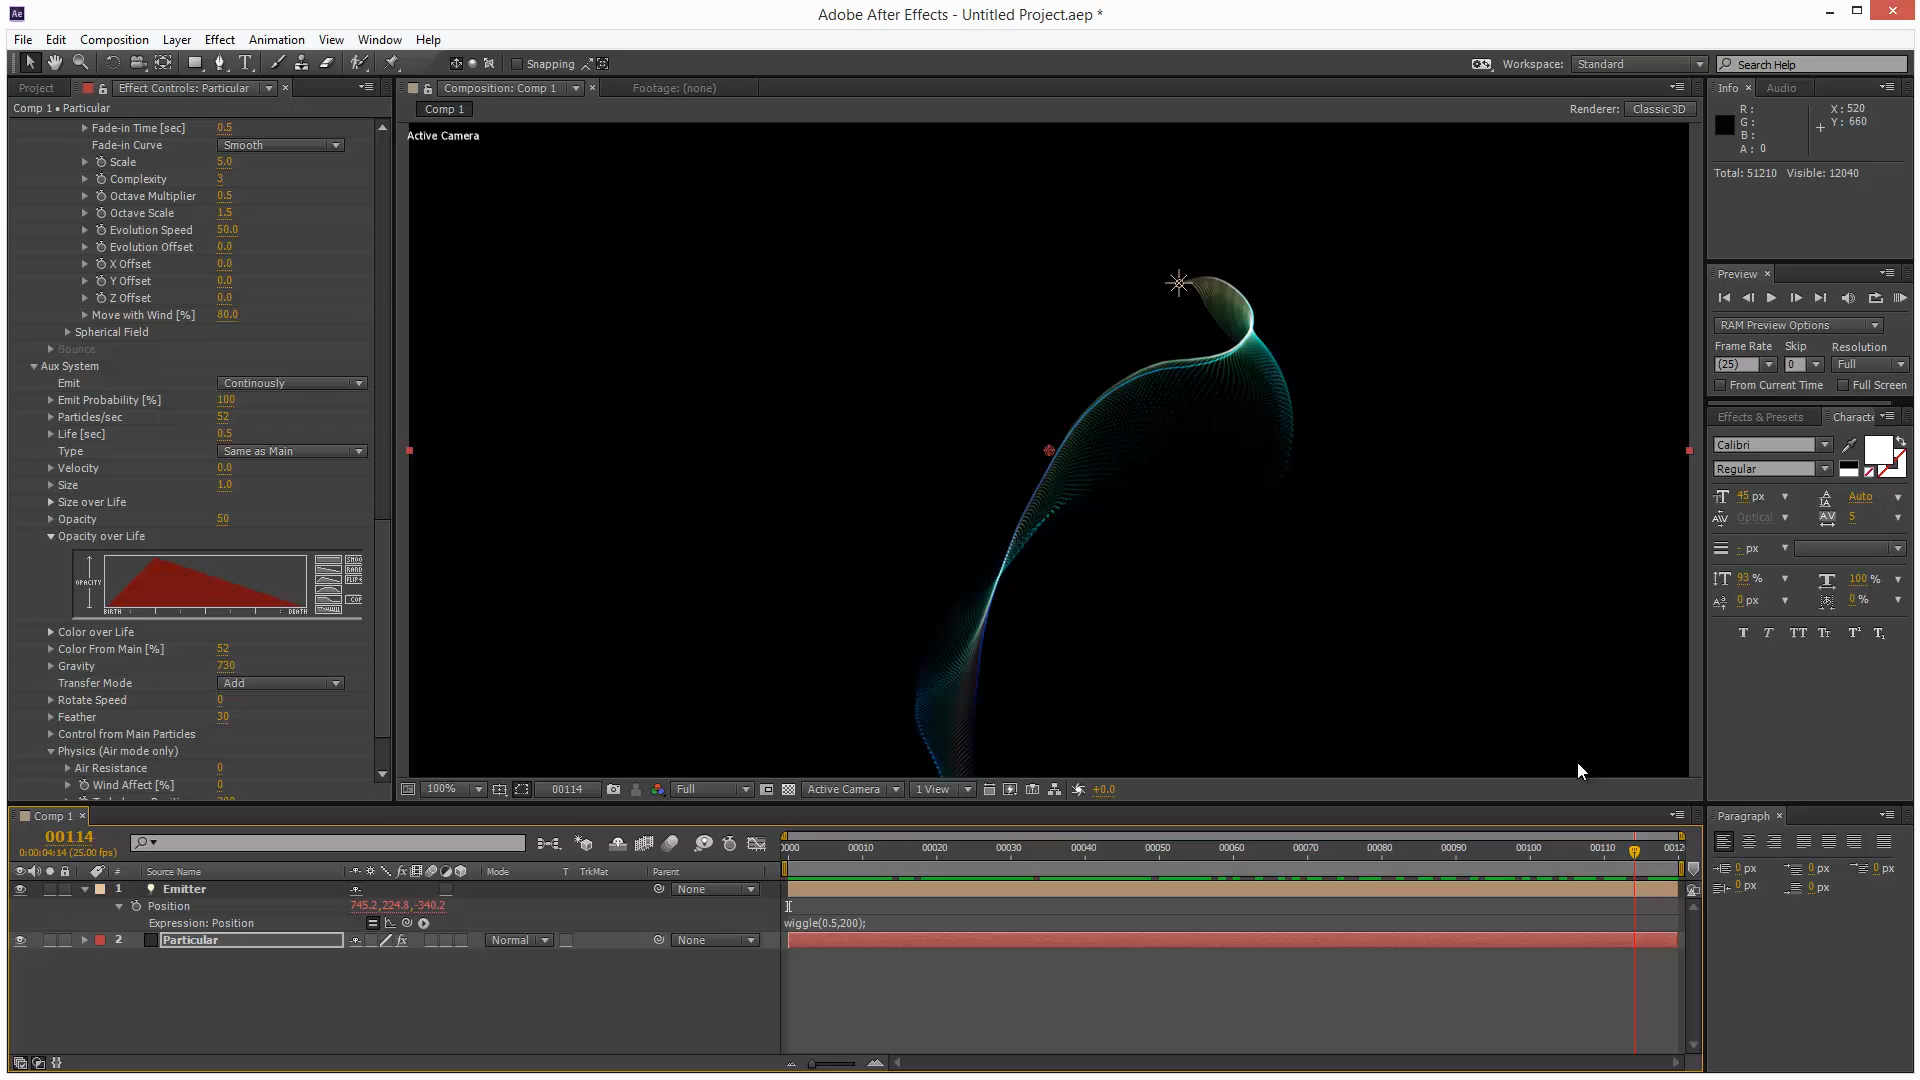 Ae
Adobe After Effects - Untitled Project.aep *
File Edit Composition Layer Effect Animation View Window Help
Snapping
Workspace: Standard
Search Help
Project
Effect Controls: Particular
Composition: Comp 1
Footage: (none)
Info
Audio
Comp 1 • Particular
Comp 1
Renderer: Classic 3D
Active Camera
R:
G:
B:
A: 0
X: 520
Y: 660
Total: 51210 Visible: 12040
Fade-in Time [sec] 0.5
Fade-in Curve Smooth
Scale 5.0
Complexity 3
Octave Multiplier 0.5
Octave Scale 1.5
Evolution Speed 50.0
Evolution Offset 0.0
X Offset 0.0
Y Offset 0.0
Z Offset 0.0
Move with Wind [%] 80.0
Spherical Field
Bounce
Aux System
Emit Continously
Emit Probability [%] 100
Particles/sec 52
Life [sec] 0.5
Type Same as Main
Velocity 0.0
Size 1.0
Size over Life
Opacity 50
Opacity over Life
OPACITY
BIRTH DEATH
SMOO
RAND
FLIP
COP
Color over Life
Color From Main [%] 52
Gravity 730
Transfer Mode Add
Rotate Speed 0
Feather 30
Control from Main Particles
Physics (Air mode only)
Air Resistance 0
Wind Affect [%] 0
Preview
RAM Preview Options
Frame Rate Skip Resolution
(25) 0 Full
From Current Time Full Screen
Effects & Presets
Characte
Calibri
Regular
45 px Auto
Optical 5
- px
93 % 100 %
0 px 0 %
T T TT Tt T¹ T₁
100%
00114
Full
Active Camera
1 View
+0.0
Comp 1
00114
0:00:04:14 (25.00 fps)
0000 00010 00020 00030 00040 00050 00060 00070 00080 00090 00100 00110 0012
# Source Name fx Mode T TrkMat Parent
1 Emitter None
Position 745.2,224.8,-340.2
Expression: Position wiggle(0.5,200);
2 Particular fx Normal None
Paragraph
0 px 0 px 0 px
0 px 0 px